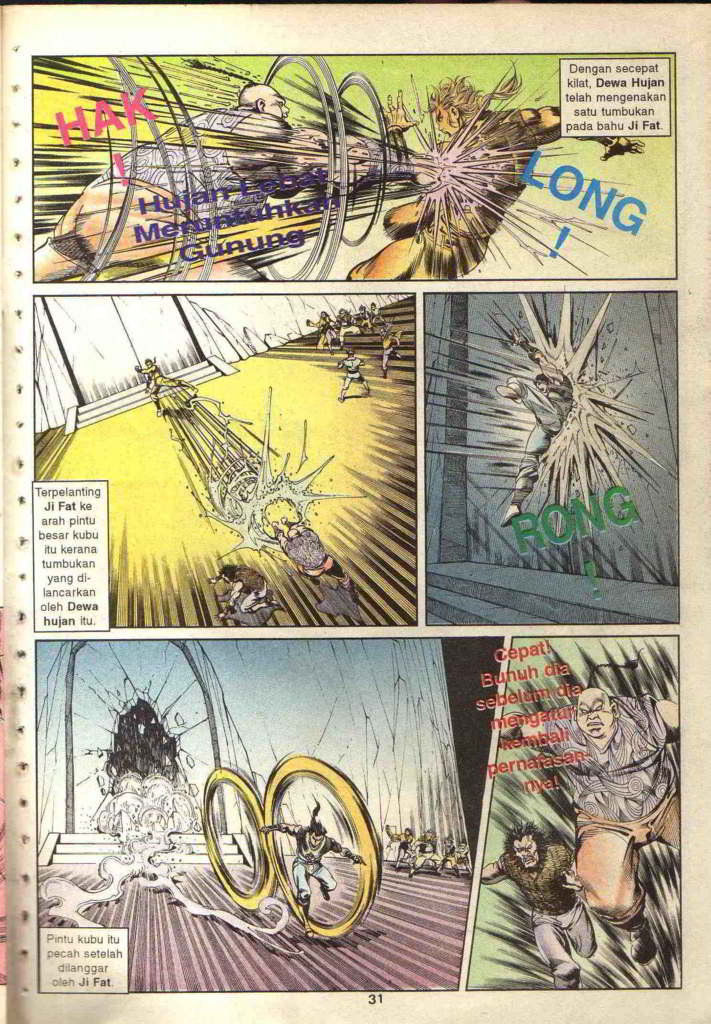 HAK
!
Dengan secepat
kilat, Dewa Hujan
telah mengenakan
satu tumbukan
pada bahu Ji Fat.
LONG
!
Hujan Lebat
Meruntuhkan
Gunung
Terpelanting
Ji Fat ke
arah pintu
besar kubu
itu kerana
tumbukan
yang di-
lancarkan
oleh Dewa
hujan itu.
RONG
!
Cepat!
Bunuh dia
sebelum dia
mengatur
kembali
pernafasan-
nya!
Pintu kubu itu
pecah setelah
dilanggar
oleh Ji Fat.
31